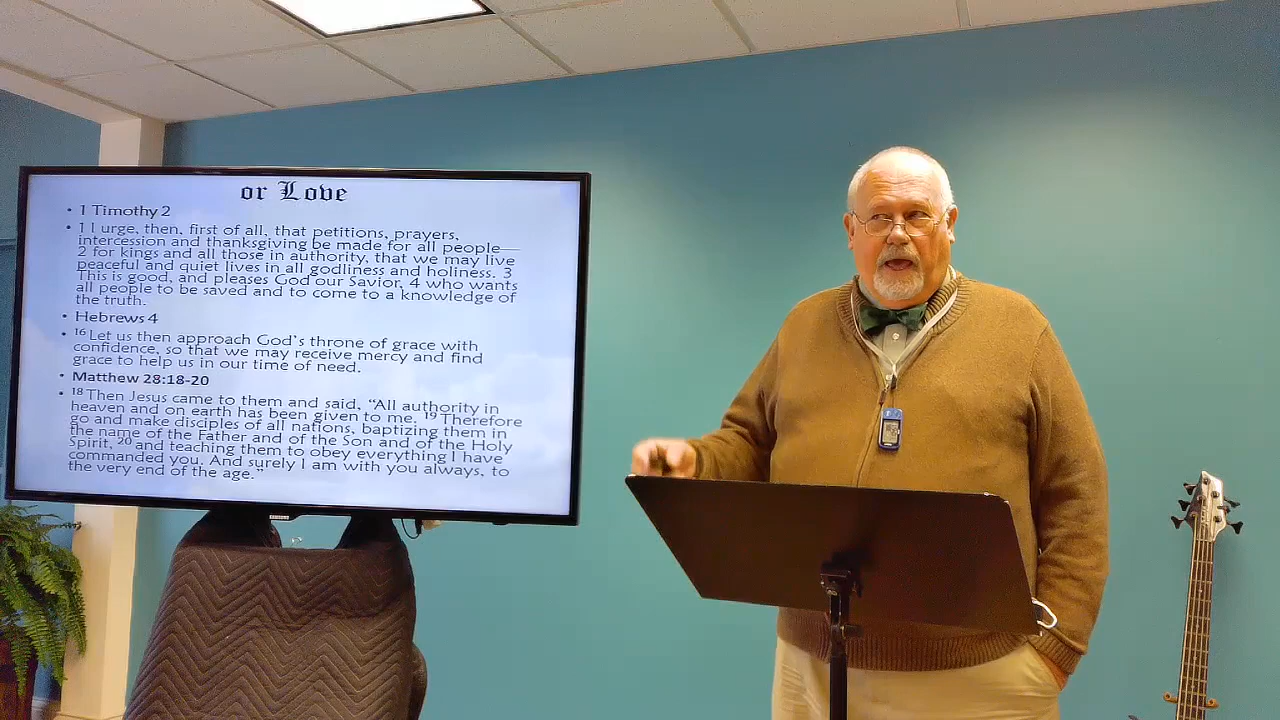 or Love
• 1 Timothy 2
• 1 I urge, then, first of all, that petitions, prayers,
intercession and thanksgiving be made for all people—
2 for kings and all those in authority, that we may live
peaceful and quiet lives in all godliness and holiness. 3
This is good, and pleases God our Savior, 4 who wants
all people to be saved and to come to a knowledge of
the truth.
• Hebrews 4
• 16 Let us then approach God's throne of grace with
confidence, so that we may receive mercy and find
grace to help us in our time of need.
• Matthew 28:18-20
• 18 Then Jesus came to them and said, "All authority in
heaven and on earth has been given to me. 19 Therefore
go and make disciples of all nations, baptizing them in
the name of the Father and of the Son and of the Holy
Spirit, 20 and teaching them to obey everything I have
commanded you. And surely I am with you always, to
the very end of the age."